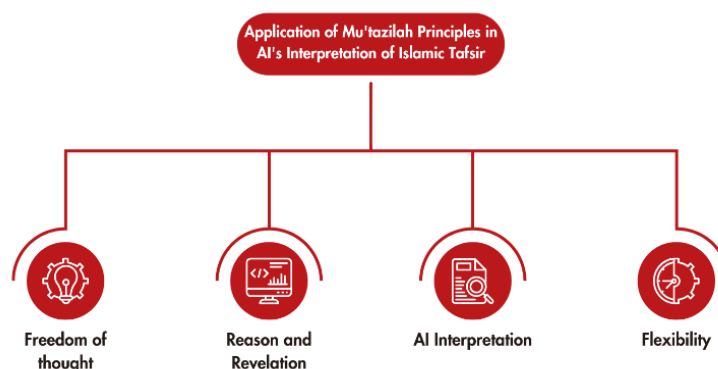 Application of Mu'tazilah Principles in
AI's Interpretation of Islamic Tafsir
</>
Freedom of
thought
Reason and
Revelation
AI Interpretation
Flexibility